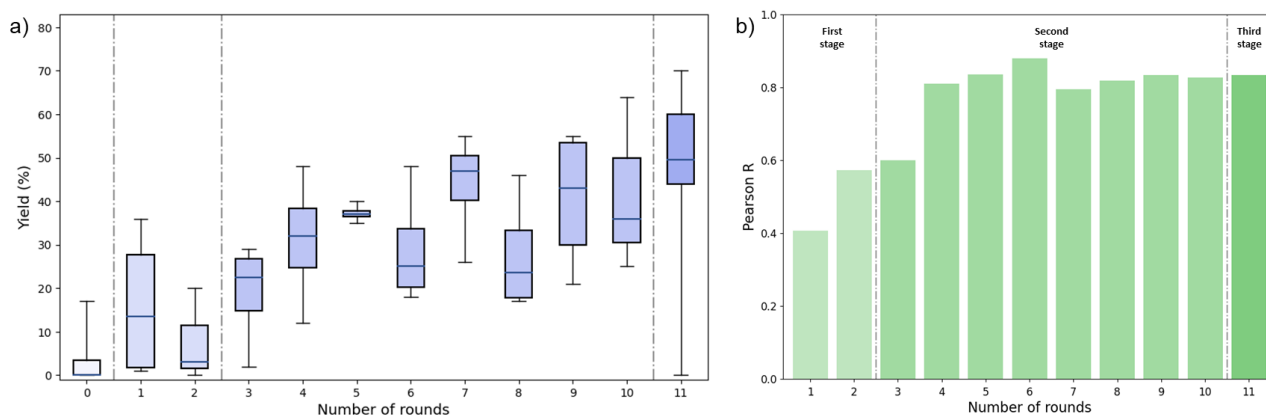 a)
80
70
60
50
40
30
20
10
0
Yield (%)
0 1 2 3 4 5 6 7 8 9 10 11
Number of rounds
b)
1.0
0.8
0.6
0.4
0.2
0.0
Pearson R
First
stage
Second
stage
Third
stage
1 2 3 4 5 6 7 8 9 10 11
Number of rounds